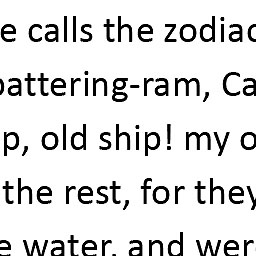 e calls the zodiac
battering-ram, Ca
p, old ship! my o
the rest, for they
e water, and were